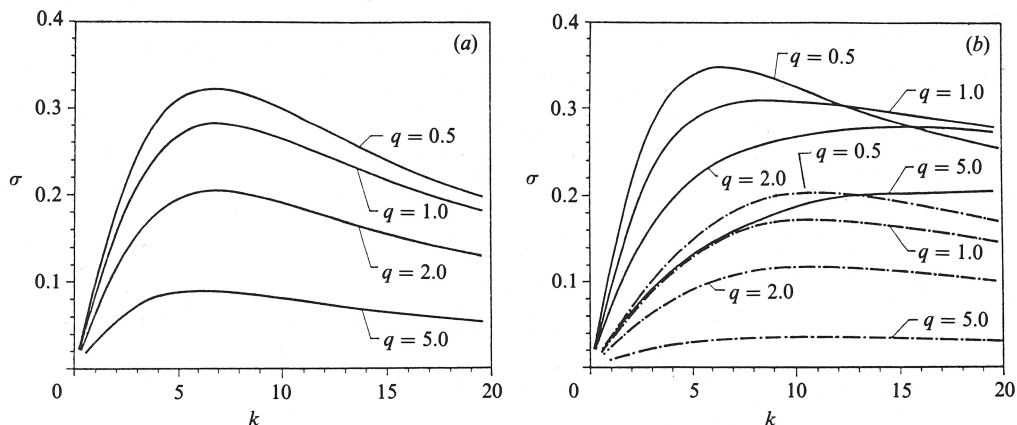 0.4
(a)
0.3
q = 0.5
σ
0.2
q = 1.0
q = 2.0
0.1
q = 5.0
0
5
10
15
20
k
0.4
(b)
q = 0.5
0.3
q = 1.0
σ
0.2
q = 2.0
q = 0.5
q = 5.0
q = 1.0
0.1
q = 2.0
q = 5.0
0
5
10
15
20
k